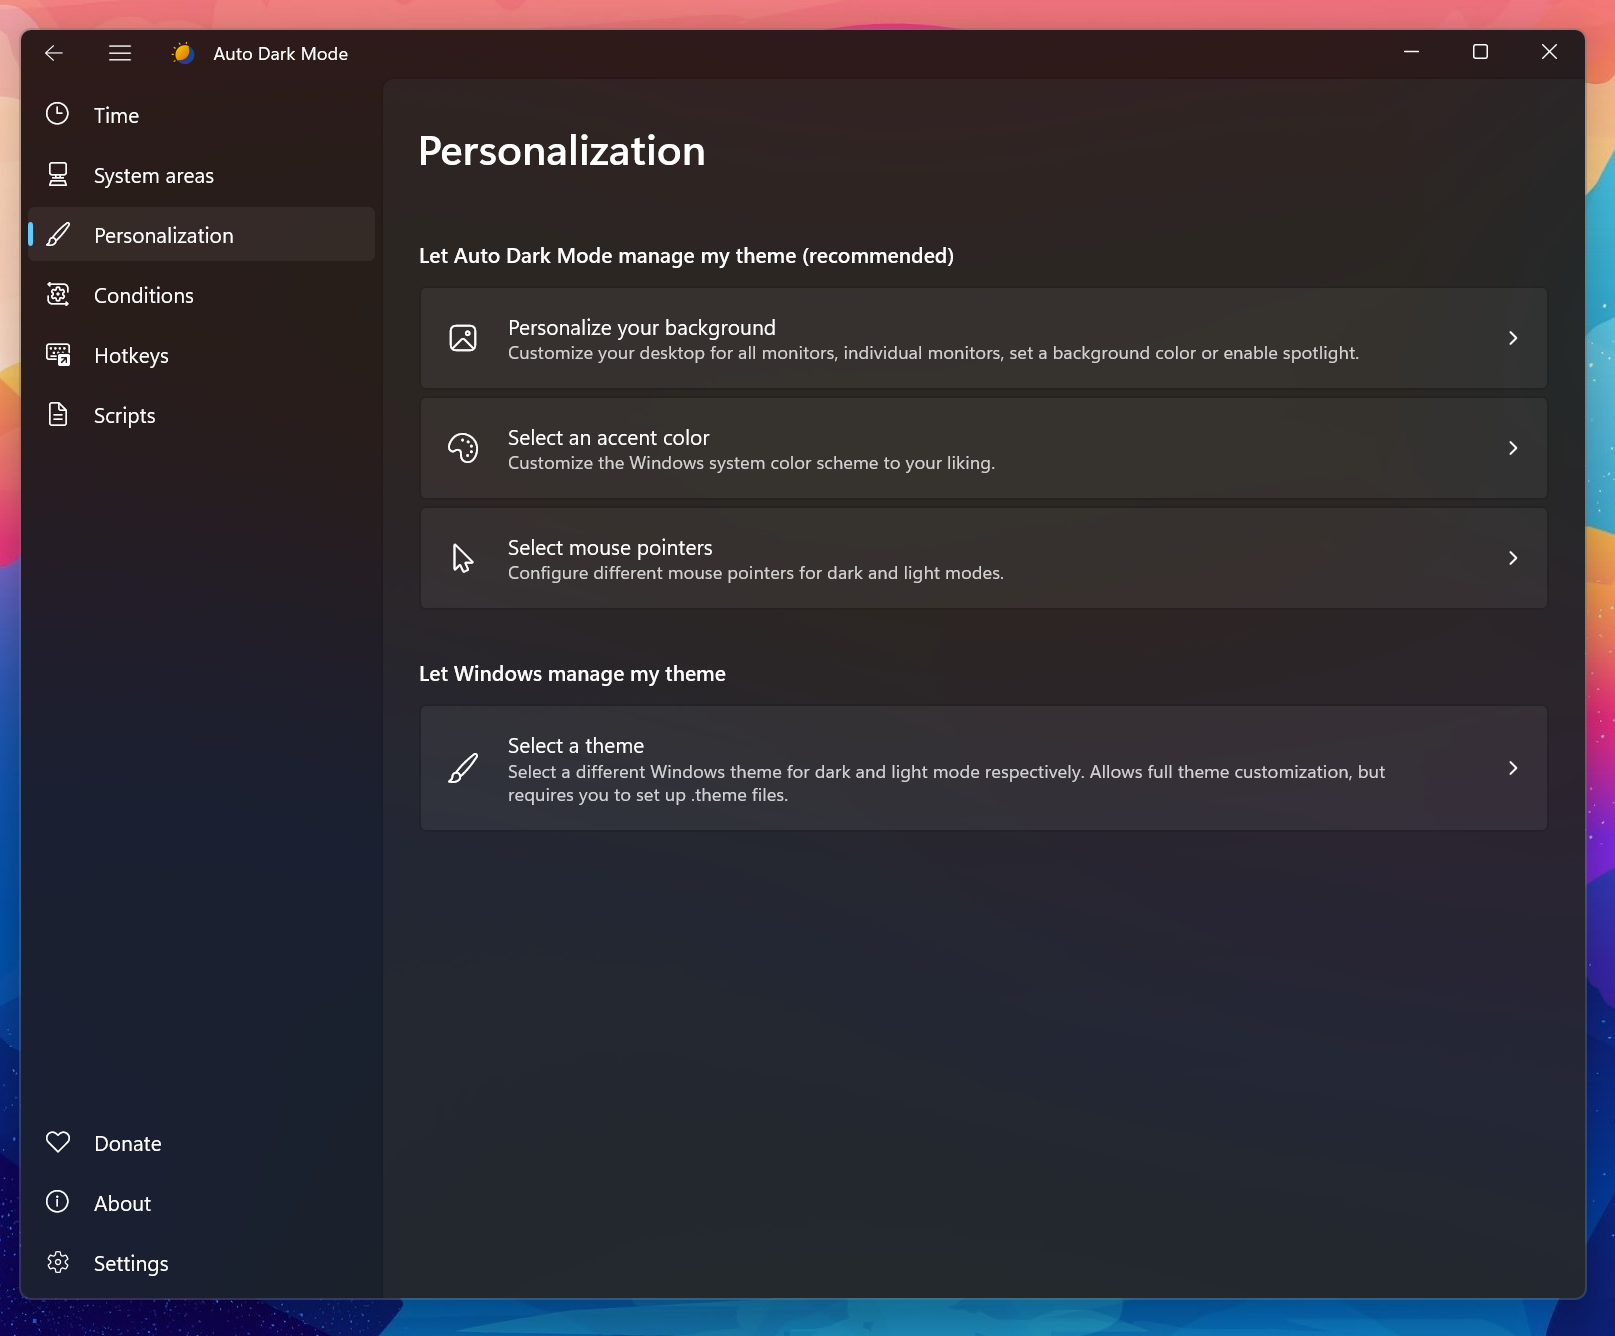 Auto Dark Mode
Time
System areas
Personalization
Conditions
Hotkeys
Scripts
Donate
About
Settings
Personalization
Let Auto Dark Mode manage my theme (recommended)
Personalize your background
Customize your desktop for all monitors, individual monitors, set a background color or enable spotlight.
Select an accent color
Customize the Windows system color scheme to your liking.
Select mouse pointers
Configure different mouse pointers for dark and light modes.
Let Windows manage my theme
Select a theme
Select a different Windows theme for dark and light mode respectively. Allows full theme customization, but
requires you to set up .theme files.